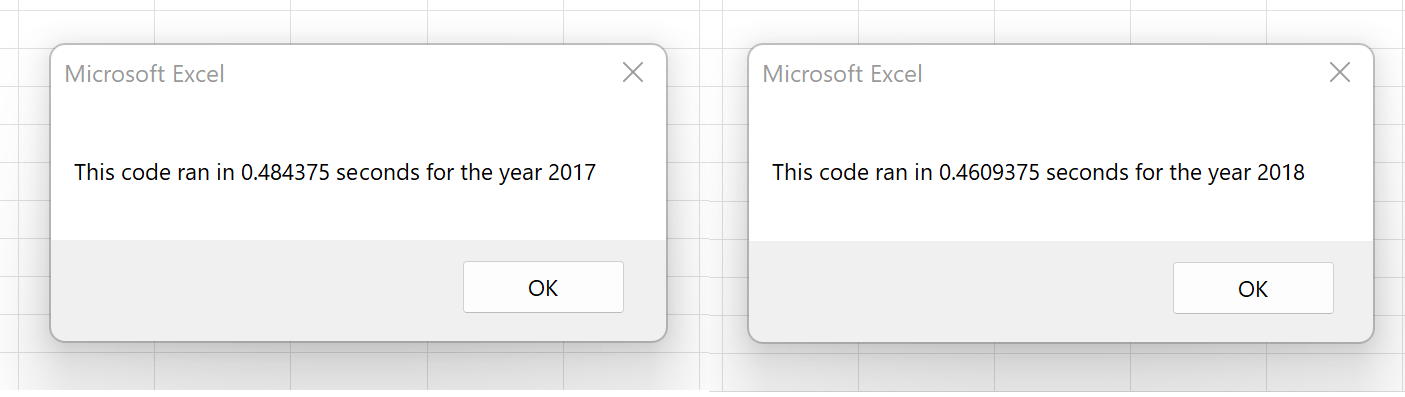 Microsoft Excel
This code ran in 0.484375 seconds for the year 2017
OK
Microsoft Excel
This code ran in 0.4609375 seconds for the year 2018
OK